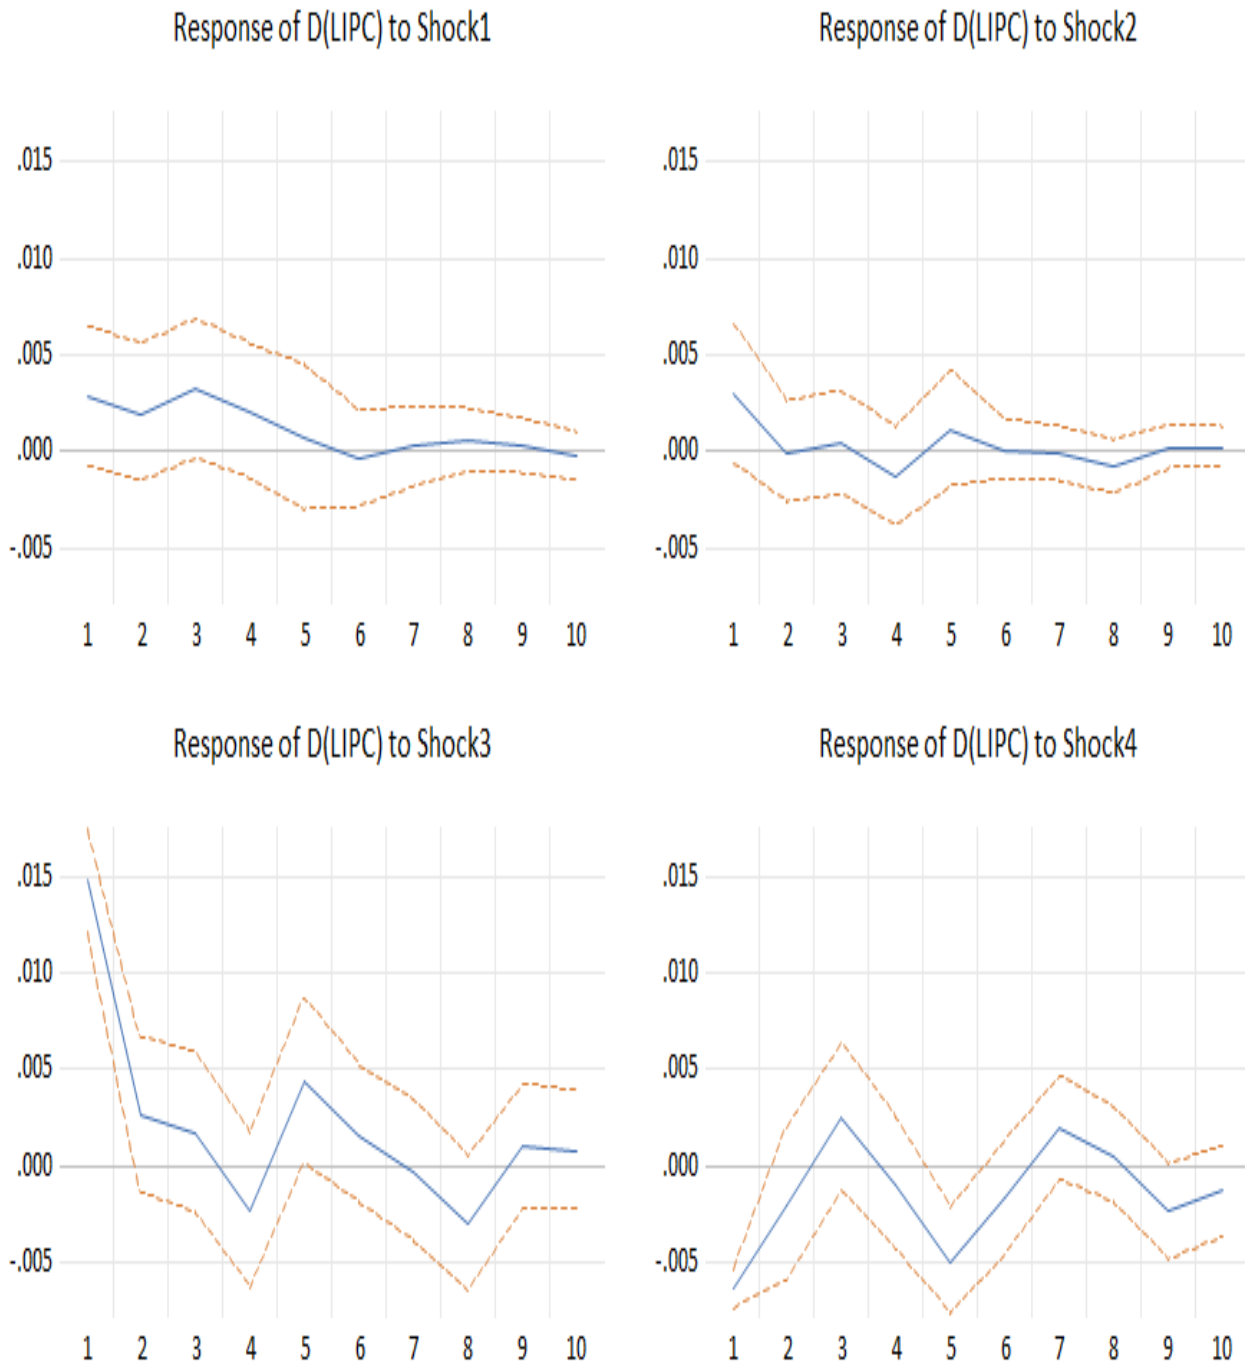 Response of D(LIPC) to Shock1
.015
.010
.005
.000
-.005
1 2 3 4 5 6 7 8 9 10
Response of D(LIPC) to Shock2
.015
.010
.005
.000
-.005
1 2 3 4 5 6 7 8 9 10
Response of D(LIPC) to Shock3
.015
.010
.005
.000
-.005
1 2 3 4 5 6 7 8 9 10
Response of D(LIPC) to Shock4
.015
.010
.005
.000
-.005
1 2 3 4 5 6 7 8 9 10